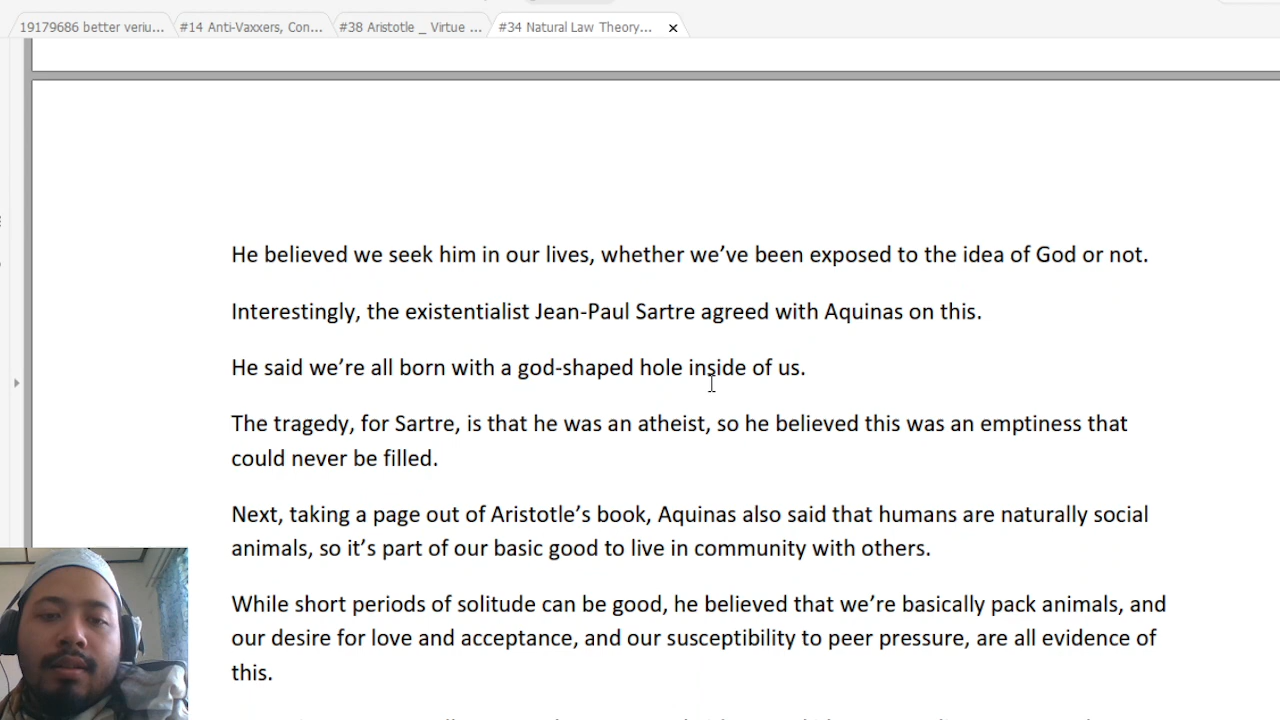 19179686 better veriu...
#14 Anti-Vaxxers, Con...
#38 Aristotle _ Virtue ...
#34 Natural Law Theory...
He believed we seek him in our lives, whether we’ve been exposed to the idea of God or not.
Interestingly, the existentialist Jean-Paul Sartre agreed with Aquinas on this.
He said we’re all born with a god-shaped hole inside of us.
The tragedy, for Sartre, is that he was an atheist, so he believed this was an emptiness that
could never be filled.
Next, taking a page out of Aristotle’s book, Aquinas also said that humans are naturally social
animals, so it’s part of our basic good to live in community with others.
While short periods of solitude can be good, he believed that we’re basically pack animals, and
our desire for love and acceptance, and our susceptibility to peer pressure, are all evidence of
this.